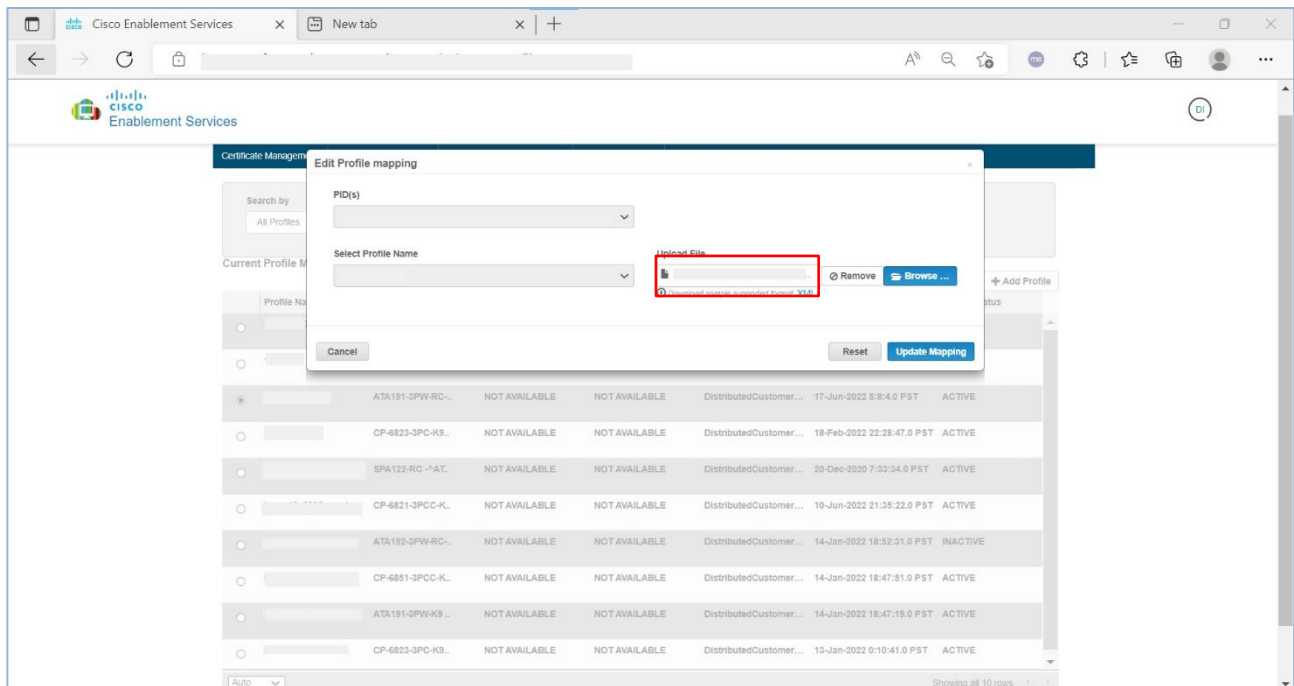 Cisco Enablement Services
New tab
CISCO
Enablement Services
DI
Certificate Managem
Edit Profile mapping
Search by
PID(s)
All Profiles
Select Profile Name
Upload File
Current Profile M
Remove
Browse ...
Download sample supported format XML
+ Add Profile
Profile Na
atus
Cancel
Reset
Update Mapping
ATA191-3PW-RC-.. NOT AVAILABLE NOT AVAILABLE DistributedCustomer... 17-Jun-2022 5:8:4.0 PST ACTIVE
CP-6823-3PC-K9.. NOT AVAILABLE NOT AVAILABLE DistributedCustomer... 18-Feb-2022 22:28:47.0 PST ACTIVE
SPA122-RC -^AT.. NOT AVAILABLE NOT AVAILABLE DistributedCustomer... 20-Dec-2020 7:33:34.0 PST ACTIVE
CP-6821-3PCC-K.. NOT AVAILABLE NOT AVAILABLE DistributedCustomer... 10-Jun-2022 21:35:22.0 PST ACTIVE
ATA192-3PW-RC-.. NOT AVAILABLE NOT AVAILABLE DistributedCustomer... 14-Jan-2022 18:52:31.0 PST INACTIVE
CP-6851-3PCC-K.. NOT AVAILABLE NOT AVAILABLE DistributedCustomer... 14-Jan-2022 18:47:51.0 PST ACTIVE
ATA191-3PW-K9 ... NOT AVAILABLE NOT AVAILABLE DistributedCustomer... 14-Jan-2022 18:47:19.0 PST ACTIVE
CP-6823-3PC-K9.. NOT AVAILABLE NOT AVAILABLE DistributedCustomer... 13-Jan-2022 0:10:41.0 PST ACTIVE
Auto
Showing all 10 rows